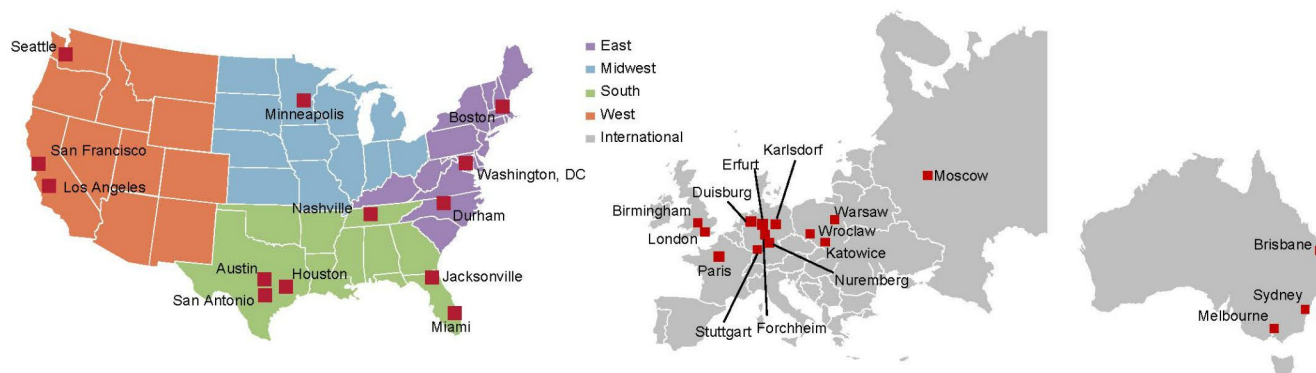 Seattle
Minneapolis
Boston
San Francisco
Los Angeles
Washington, DC
Nashville
Durham
Austin
Houston
San Antonio
Jacksonville
Miami
East
Midwest
South
West
International
Karlsdorf
Erfurt
Duisburg
Moscow
Birmingham
Warsaw
London
Wroclaw
Katowice
Paris
Nuremberg
Stuttgart
Forchheim
Brisbane
Sydney
Melbourne